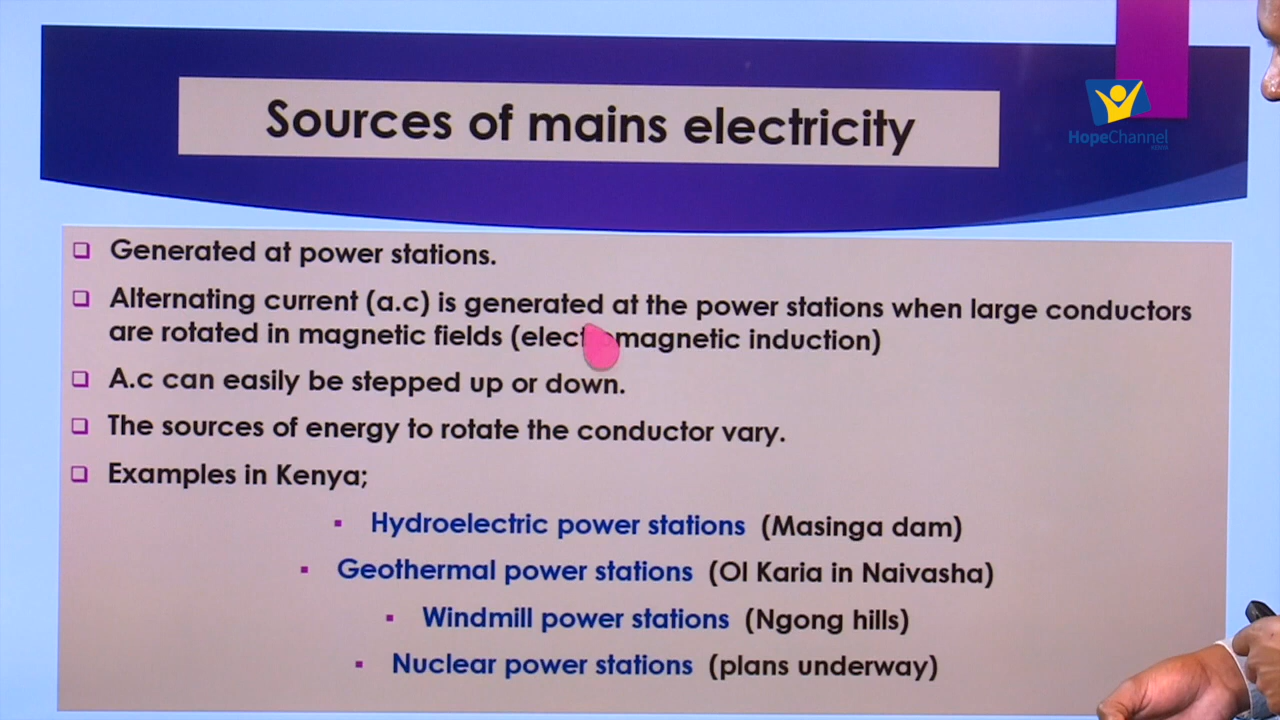 Sources of mains electricity
HopeChannel
Generated at power stations.
Alternating current (a.c) is generated at the power stations when large conductors
are rotated in magnetic fields (elect magnetic induction)
A.c can easily be stepped up or down.
The sources of energy to rotate the conductor vary.
Examples in Kenya;
Hydroelectric power stations (Masinga dam)
Geothermal power stations (Ol Karia in Naivasha)
Windmill power stations (Ngong hills)
Nuclear power stations (plans underway)